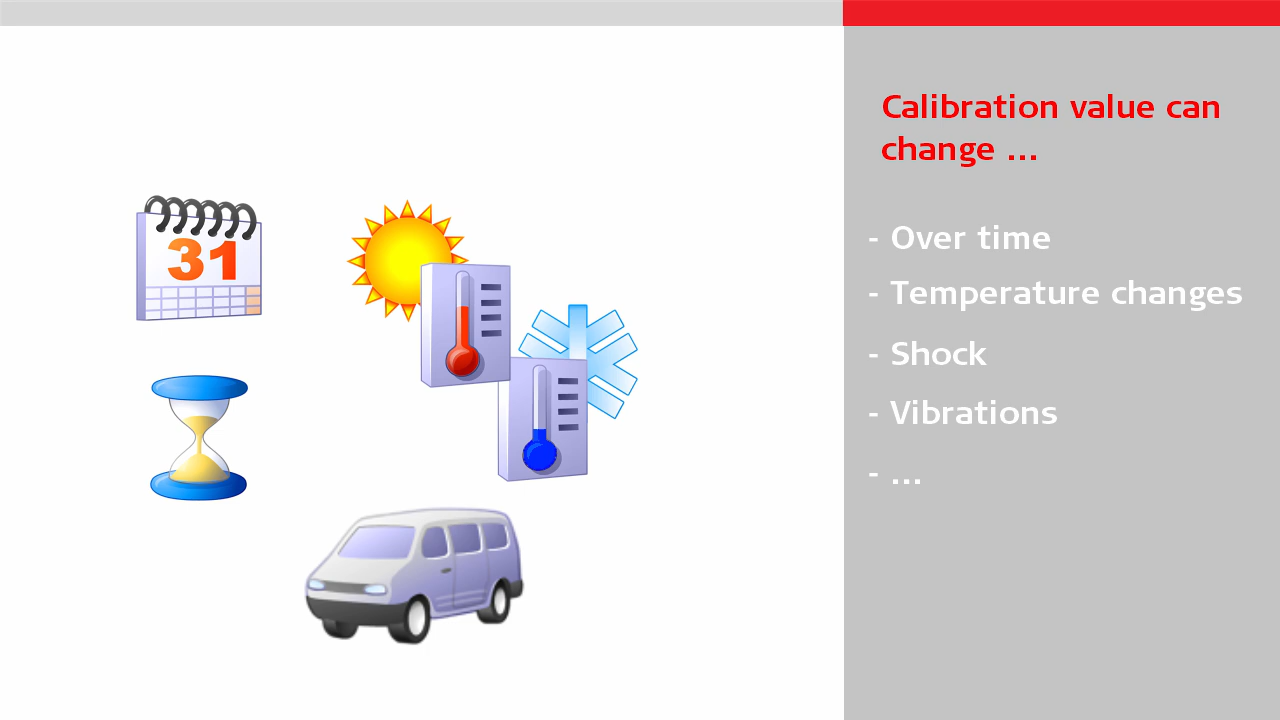 31
Calibration value can
change ...
- Over time
- Temperature changes
- Shock
- Vibrations
- ...